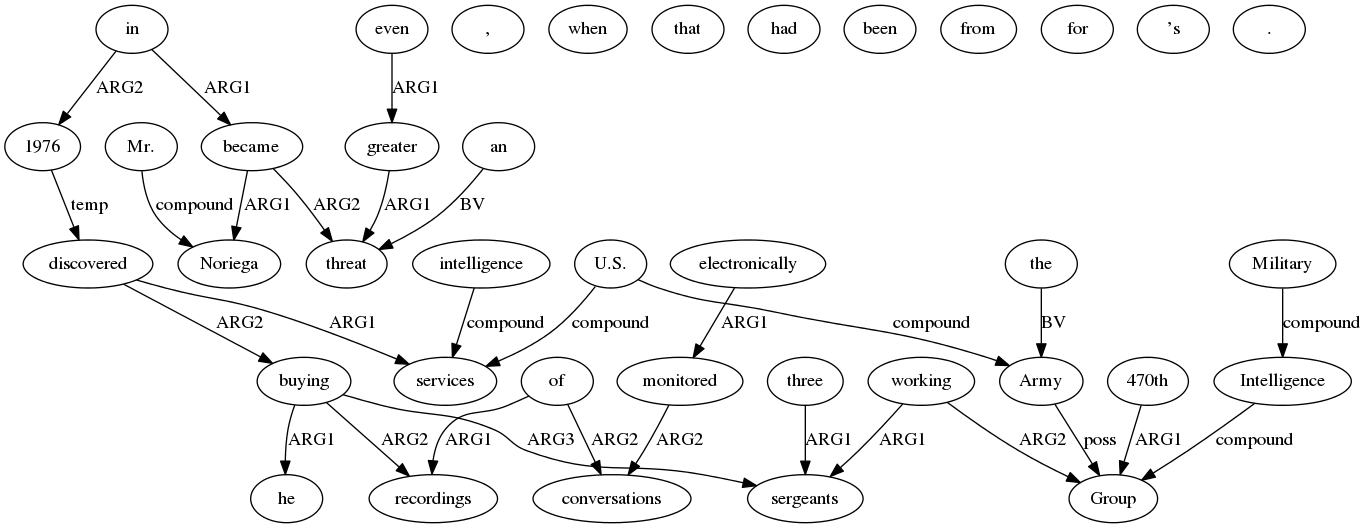 in even , when that had been from for 's .
ARG2 ARG1 ARG1
1976 Mr. became greater an
temp compound ARG1 ARG2 ARG1 BV
discovered Noriega threat intelligence U.S. electronically the Military
ARG2 ARG1 compound compound ARG1 compound BV compound
buying services of monitored three working Army 470th Intelligence
ARG1 ARG2 ARG1 ARG3 ARG2 ARG2 ARG1 ARG1 ARG2 poss ARG1 compound
he recordings conversations sergeants Group